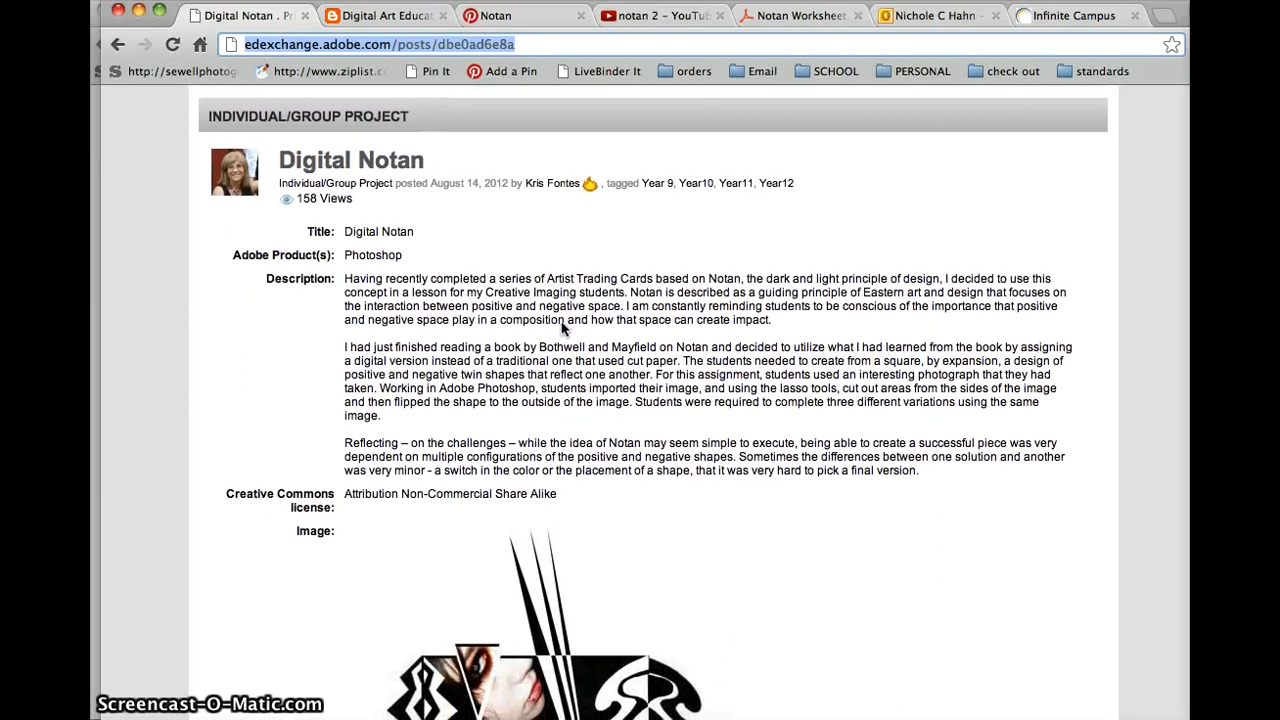 Digital Notan . Pri
Digital Art Educat
Notan
notan 2 – YouTu
Notan Worksheet.
Nichole C Hahn –
Infinite Campus
edexchange.adobe.com/posts/dbe0ad6e8a
http://sewellphotog
http://www.ziplist.c
Pin It
Add a Pin
LiveBinder It
orders
Email
SCHOOL
PERSONAL
check out
standards
INDIVIDUAL/GROUP PROJECT
Digital Notan
Individual/Group Project posted August 14, 2012 by Kris Fontes , tagged Year 9, Year10, Year11, Year12
158 Views
Title: Digital Notan
Adobe Product(s): Photoshop
Description: Having recently completed a series of Artist Trading Cards based on Notan, the dark and light principle of design, I decided to use this
concept in a lesson for my Creative Imaging students. Notan is described as a guiding principle of Eastern art and design that focuses on
the interaction between positive and negative space. I am constantly reminding students to be conscious of the importance that positive
and negative space play in a composition and how that space can create impact.
I had just finished reading a book by Bothwell and Mayfield on Notan and decided to utilize what I had learned from the book by assigning
a digital version instead of a traditional one that used cut paper. The students needed to create from a square, by expansion, a design of
positive and negative twin shapes that reflect one another. For this assignment, students used an interesting photograph that they had
taken. Working in Adobe Photoshop, students imported their image, and using the lasso tools, cut out areas from the sides of the image
and then flipped the shape to the outside of the image. Students were required to complete three different variations using the same
image.
Reflecting – on the challenges – while the idea of Notan may seem simple to execute, being able to create a successful piece was very
dependent on multiple configurations of the positive and negative shapes. Sometimes the differences between one solution and another
was very minor - a switch in the color or the placement of a shape, that it was very hard to pick a final version.
Creative Commons Attribution Non-Commercial Share Alike
license:
Image:
Screencast-O-Matic.com